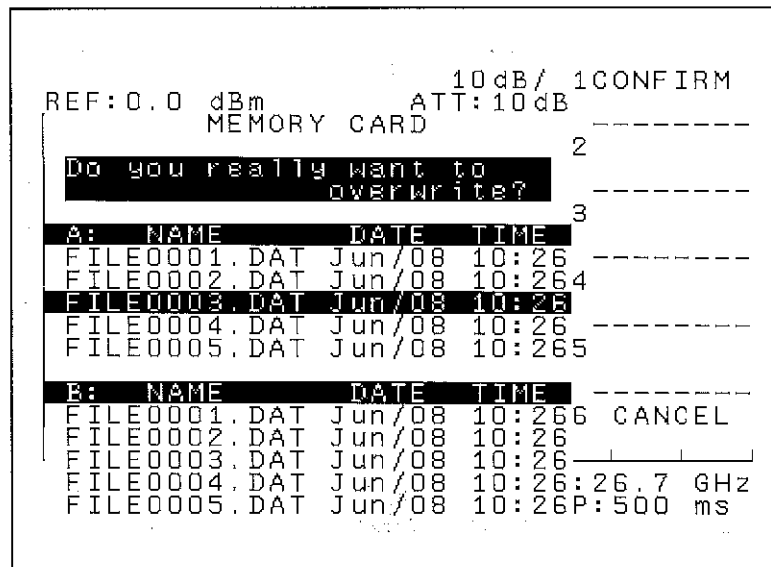 10dB/ 1CONFIRM
REF:0.0 dBm ATT:10dB
MEMORY CARD
2
Do you really want to
overwrite?
3
A: NAME DATE TIME
FILE0001.DAT Jun/08 10:26
FILE0002.DAT Jun/08 10:264
FILE0003.DAT Jun/08 10:26
FILE0004.DAT Jun/08 10:26
FILE0005.DAT Jun/08 10:265
B: NAME DATE TIME
FILE0001.DAT Jun/08 10:266 CANCEL
FILE0002.DAT Jun/08 10:26
FILE0003.DAT Jun/08 10:26
FILE0004.DAT Jun/08 10:26:26.7 GHz
FILE0005.DAT Jun/08 10:26P:500 ms